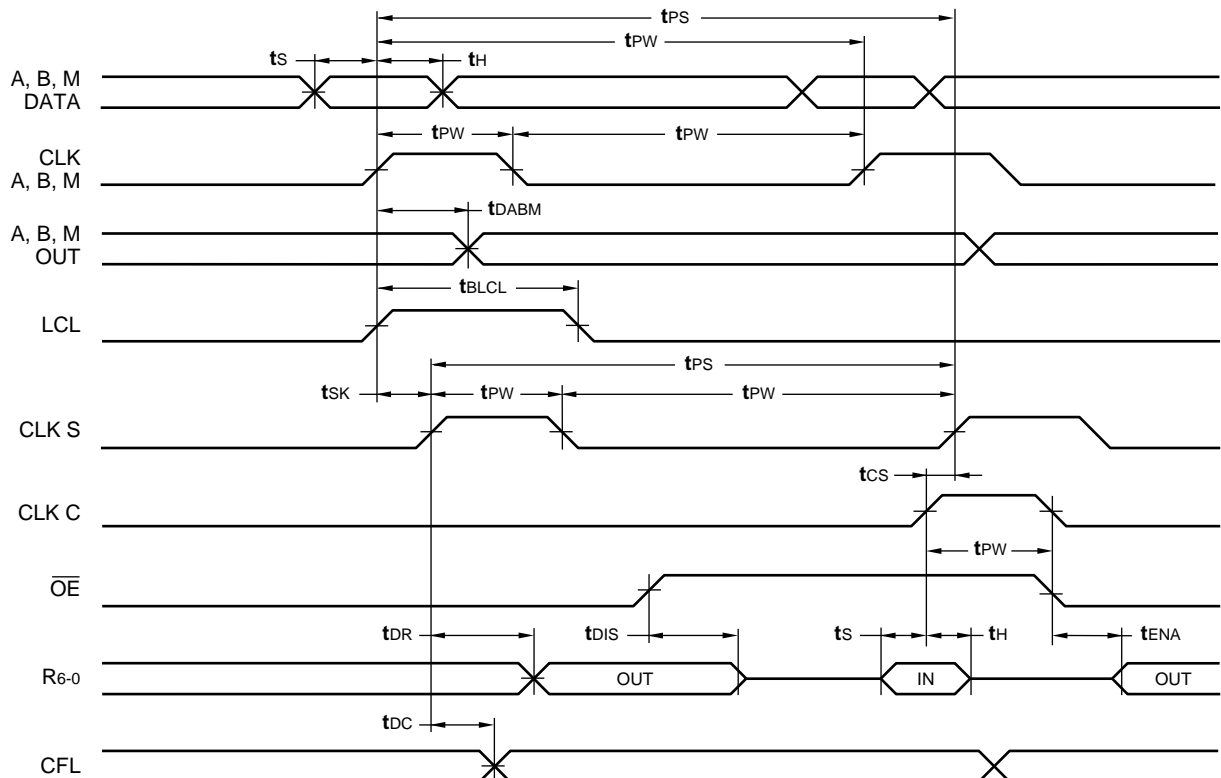 tPS
tPW
tS
tH
A, B, M
DATA
tPW
tPW
CLK
A, B, M
tDABM
A, B, M
OUT
tBLCL
LCL
tPS
tSK
tPW
tPW
CLK S
tCS
CLK C
tPW
OE
tDR
tDIS
tS
tH
tENA
R6-0
OUT
IN
OUT
tDC
CFL